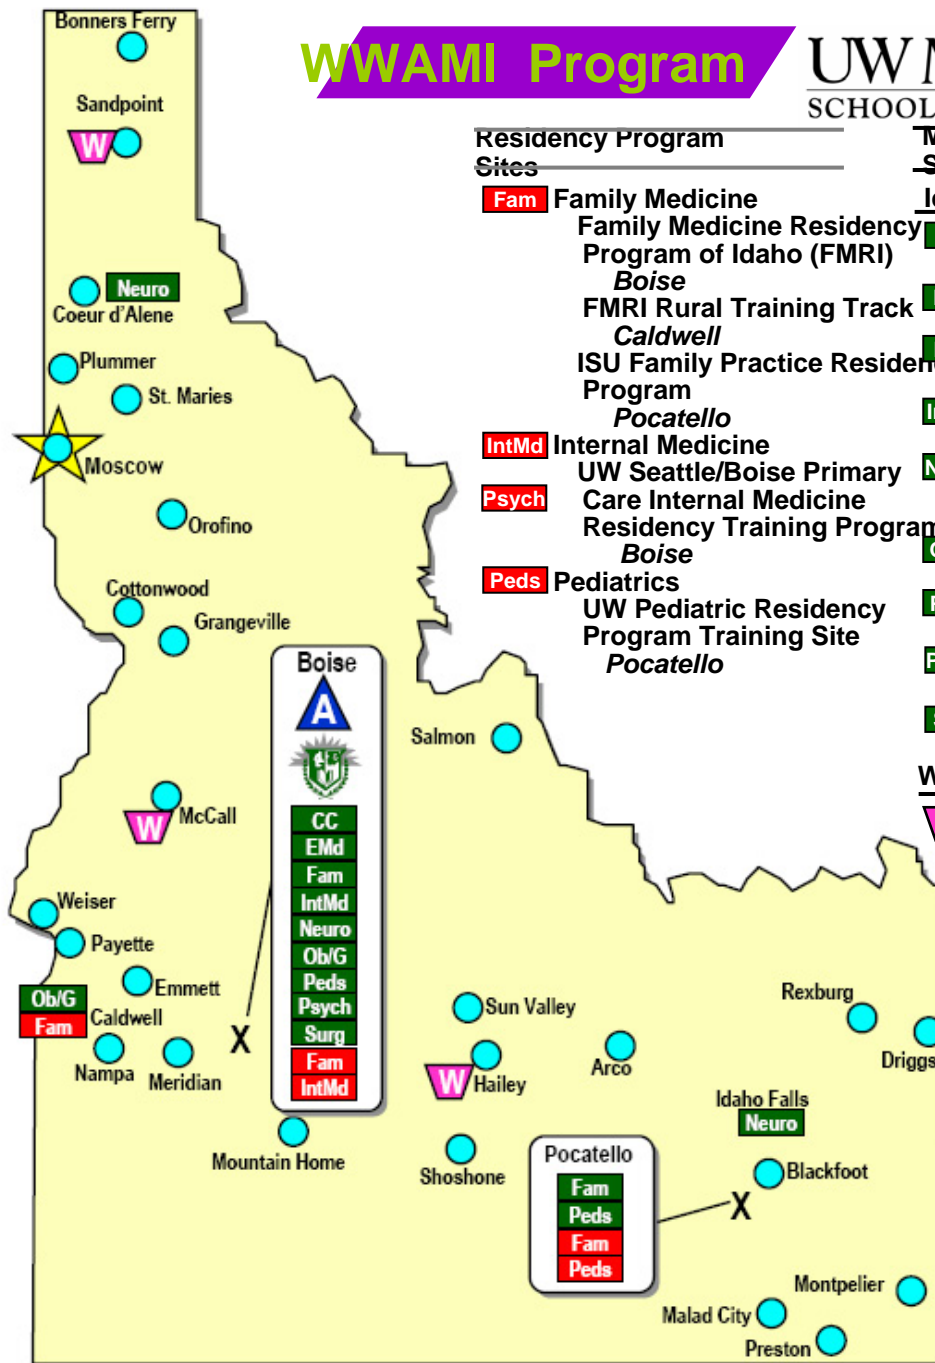 Bonners Ferry
WWAMI Program
UW
SCHOOL
Sandpoint
W
Residency Program
Sites
Fam Family Medicine
Family Medicine Residency
Program of Idaho (FMRI)
Boise
FMRI Rural Training Track
Caldwell
ISU Family Practice
Program
Pocatello
IntMd Internal Medicine
UW Seattle/Boise Primary
Psych Care Internal Medicine
Residency Training Program
Boise
Peds Pediatrics
UW Pediatric Residency
Program Training Site
Pocatello
Neuro
Coeur d'Alene
Plummer
St. Maries
Moscow
Orofino
Cottonwood
Grangeville
Boise
A
CC
EMd
Fam
IntMd
Neuro
Ob/G
Peds
Psych
Surg
Fam
IntMd
Salmon
McCall
W
W
Weiser
Payette
Emmett
Ob/G
Fam
Caldwell
Nampa
Meridian
X
Mountain Home
Sun Valley
W
Hailey
Arco
Shoshone
Rexburg
Driggs
Idaho Falls
Neuro
Blackfoot
Pocatello
Fam
Peds
Fam
Peds
X
Montpelier
Malad City
Preston